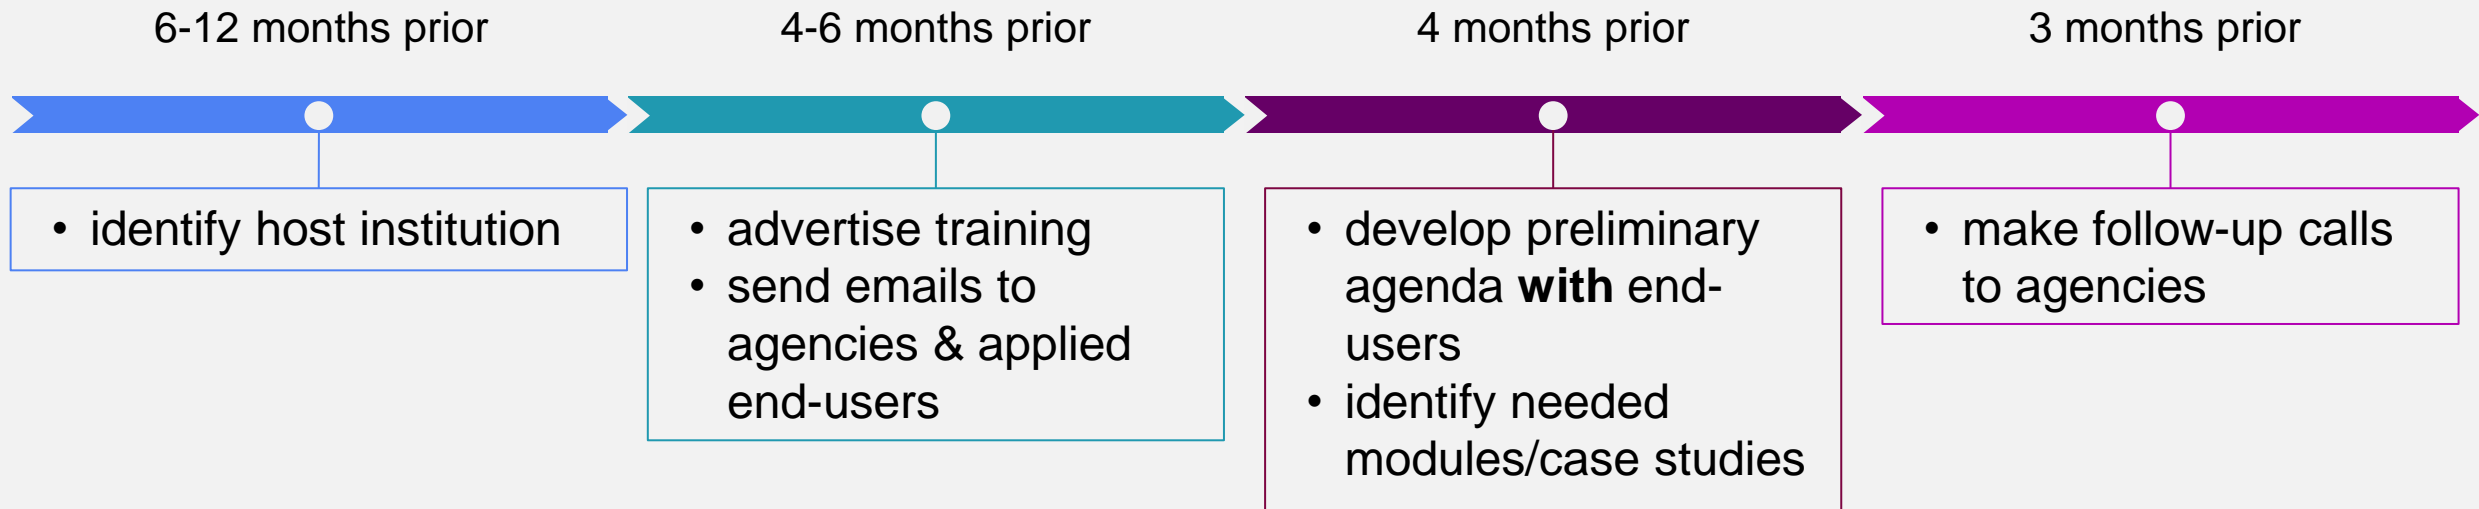 6-12 months prior
4-6 months prior
4 months prior
3 months prior
• identify host institution
• advertise training
• send emails to
agencies & applied
end-users
• develop preliminary
agenda with end-
users
• identify needed
modules/case studies
• make follow-up calls
to agencies